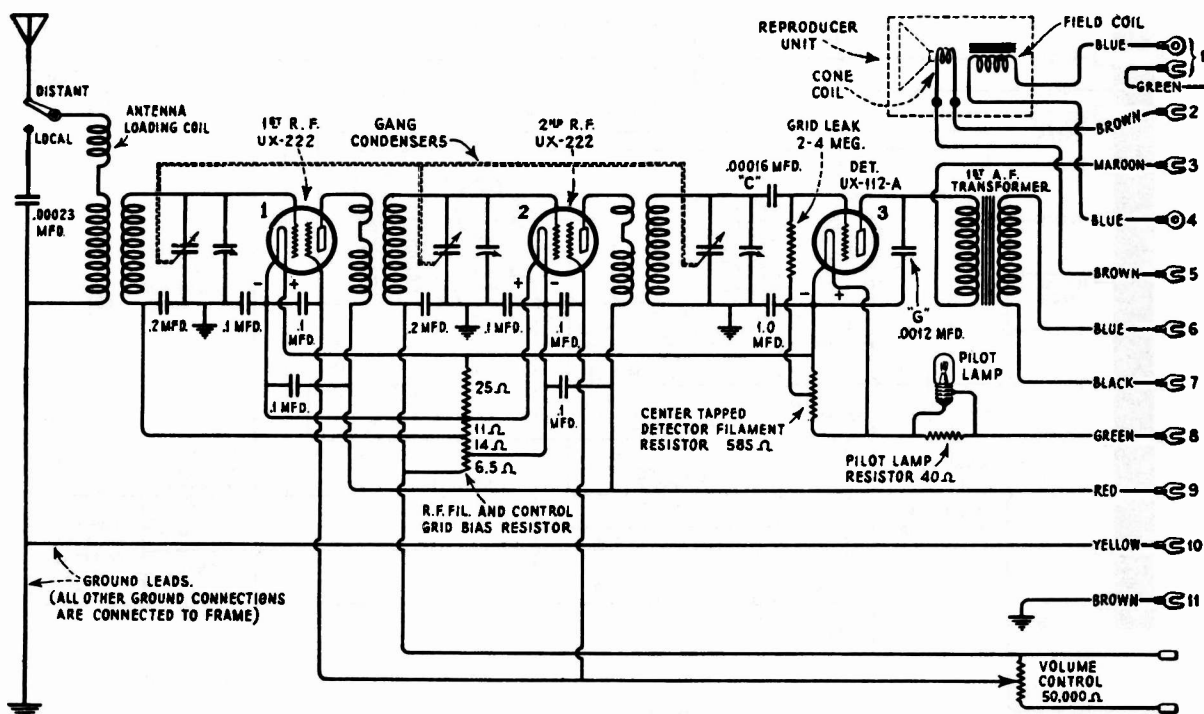 DISTANT
LOCAL
ANTENNA
LOADING COIL
.00023
MFD.
1ST R.F.
UX-222
GANG
CONDENSERS
2ND R.F.
UX-222
GRID LEAK
2-4 MEG.
.00016 MFD.
"C"
DET.
UX-112-A
1ST A.F.
TRANSFORMER
REPRODUCER
UNIT
CONE
COIL
FIELD COIL
BLUE
GREEN
BROWN 2
MAROON 3
BLUE 4
BROWN 5
BLUE 6
BLACK 7
GREEN 8
RED 9
YELLOW 10
BROWN 11
1
2
3
- +
+ -
- +
.2 MFD.
.1 MFD.
.1
MFD.
.1 MFD.
.2 MFD.
.1 MFD.
.1
MFD.
.1
MFD.
1.0
MFD.
"G"
.0012 MFD.
PILOT
LAMP
25Ω
11Ω
14Ω
6.5Ω
CENTER TAPPED
DETECTOR FILAMENT
RESISTOR 585Ω
PILOT LAMP
RESISTOR 40Ω
R.F. FIL. AND CONTROL
GRID BIAS RESISTOR
GROUND LEADS.
(ALL OTHER GROUND CONNECTIONS
ARE CONNECTED TO FRAME)
VOLUME
CONTROL
50,000Ω